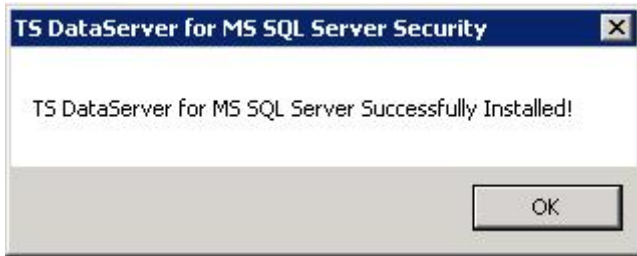 TS DataServer for MS SQL Server Security
TS DataServer for MS SQL Server Successfully Installed!
OK